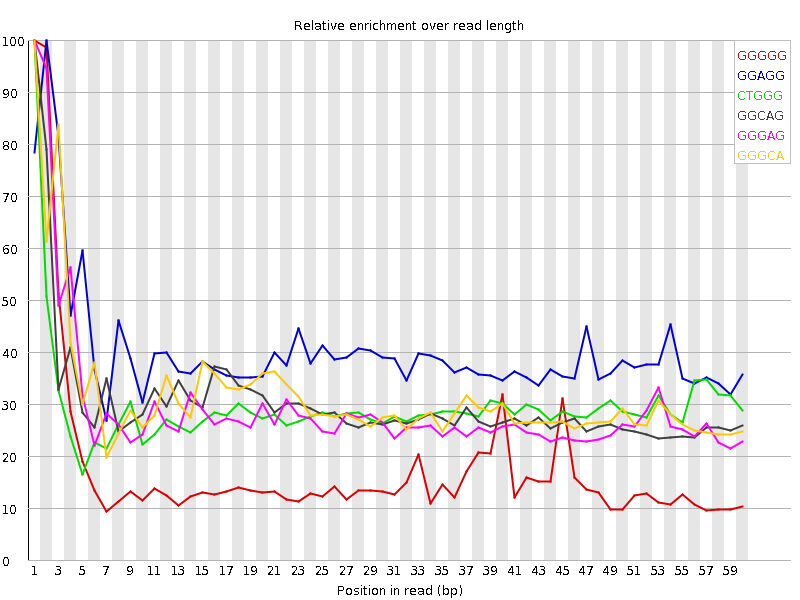 Relative enrichment over read length
100
90
80
70
60
50
40
30
20
10
0
GGGGG
GGAGG
CTGGG
GGCAG
GGGAG
GGGCA
1 3 5 7 9 11 13 15 17 19 21 23 25 27 29 31 33 35 37 39 41 43 45 47 49 51 53 55 57 59
Position in read (bp)